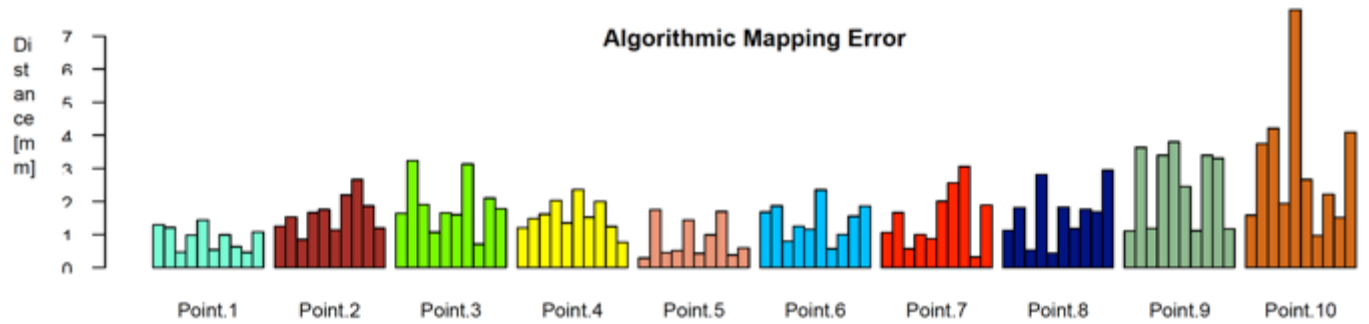 Algorithmic Mapping Error
Di
st
an
ce
[m
m]
7
6
5
4
3
2
1
0
Point.1 Point.2 Point.3 Point.4 Point.5 Point.6 Point.7 Point.8 Point.9 Point.10